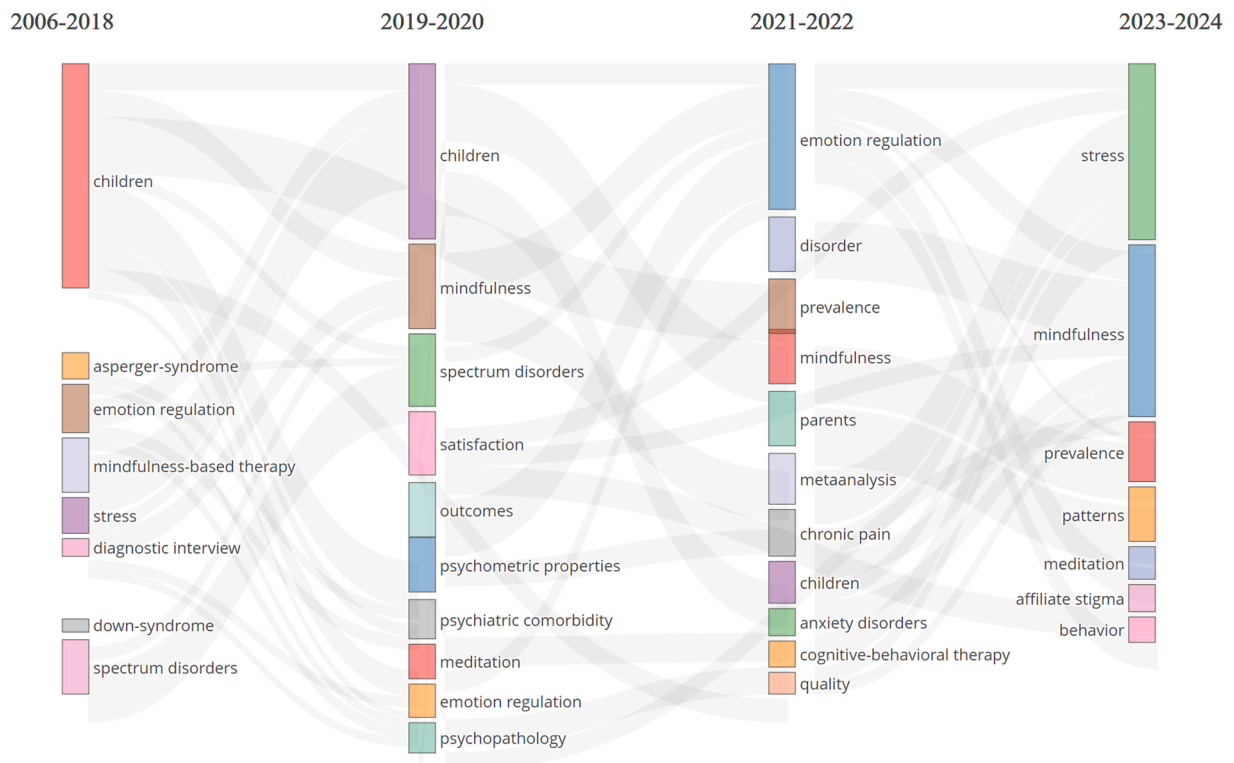 2006-2018
2019-2020
2021-2022
2023-2024
children
asperger-syndrome
emotion regulation
mindfulness-based therapy
stress
diagnostic interview
down-syndrome
spectrum disorders
children
mindfulness
spectrum disorders
satisfaction
outcomes
psychometric properties
psychiatric comorbidity
meditation
emotion regulation
psychopathology
emotion regulation
disorder
prevalence
mindfulness
parents
metaanalysis
chronic pain
children
anxiety disorders
cognitive-behavioral therapy
quality
stress
mindfulness
prevalence
patterns
meditation
affiliate stigma
behavior